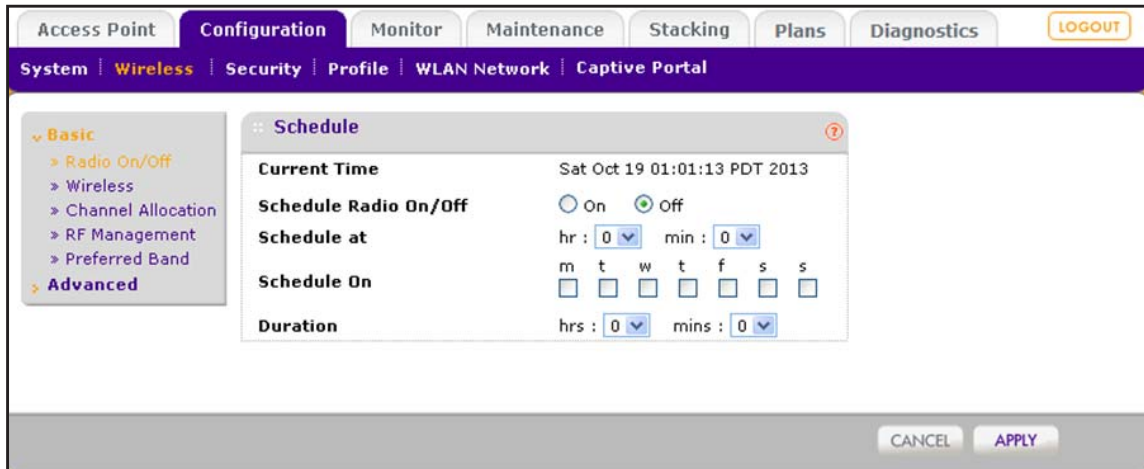 Access Point Configuration Monitor Maintenance Stacking Plans Diagnostics LOGOUT
System Wireless Security Profile WLAN Network Captive Portal
Basic
» Radio On/Off
» Wireless
» Channel Allocation
» RF Management
» Preferred Band
Advanced
:: Schedule ?
Current Time Sat Oct 19 01:01:13 PDT 2013
Schedule Radio On/Off On Off
Schedule at hr : 0 min : 0
m t w t f s s
Schedule On
Duration hrs : 0 mins : 0
CANCEL APPLY